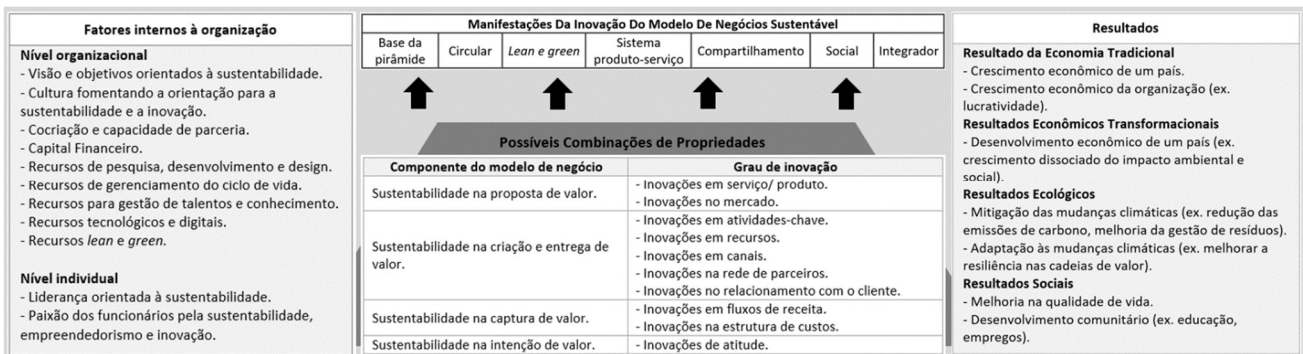 Fatores internos à organização
Nível organizacional
- Visão e objetivos orientados à sustentabilidade.
- Cultura fomentando a orientação para a
sustentabilidade e a inovação.
- Cocriação e capacidade de parceria.
- Capital Financeiro.
- Recursos de pesquisa, desenvolvimento e design.
- Recursos de gerenciamento do ciclo de vida.
- Recursos para gestão de talentos e conhecimento.
- Recursos tecnológicos e digitais.
- Recursos lean e green.
Nível individual
- Liderança orientada à sustentabilidade.
- Paixão dos funcionários pela sustentabilidade,
empreendedorismo e inovação.
Manifestações Da Inovação Do Modelo De Negócios Sustentável
Base da
pirâmide
Circular
Lean e green
Sistema
produto-serviço
Compartilhamento
Social
Integrador
Possíveis Combinações de Propriedades
Componente do modelo de negócio
Grau de inovação
Sustentabilidade na proposta de valor.
- Inovações em serviço/ produto.
- Inovações no mercado.
Sustentabilidade na criação e entrega de
valor.
- Inovações em atividades-chave.
- Inovações em recursos.
- Inovações em canais.
- Inovações na rede de parceiros.
- Inovações no relacionamento com o cliente.
Sustentabilidade na captura de valor.
- Inovações em fluxos de receita.
- Inovações na estrutura de custos.
Sustentabilidade na intenção de valor.
- Inovações de atitude.
Resultados
Resultado da Economia Tradicional
- Crescimento econômico de um país.
- Crescimento econômico da organização (ex.
lucratividade).
Resultados Econômicos Transformacionais
- Desenvolvimento econômico de um país (ex.
crescimento dissociado do impacto ambiental e
social).
Resultados Ecológicos
- Mitigação das mudanças climáticas (ex. redução das
emissões de carbono, melhoria da gestão de resíduos).
- Adaptação às mudanças climáticas (ex. melhorar a
resiliência nas cadeias de valor).
Resultados Sociais
- Melhoria na qualidade de vida.
- Desenvolvimento comunitário (ex. educação,
empregos).